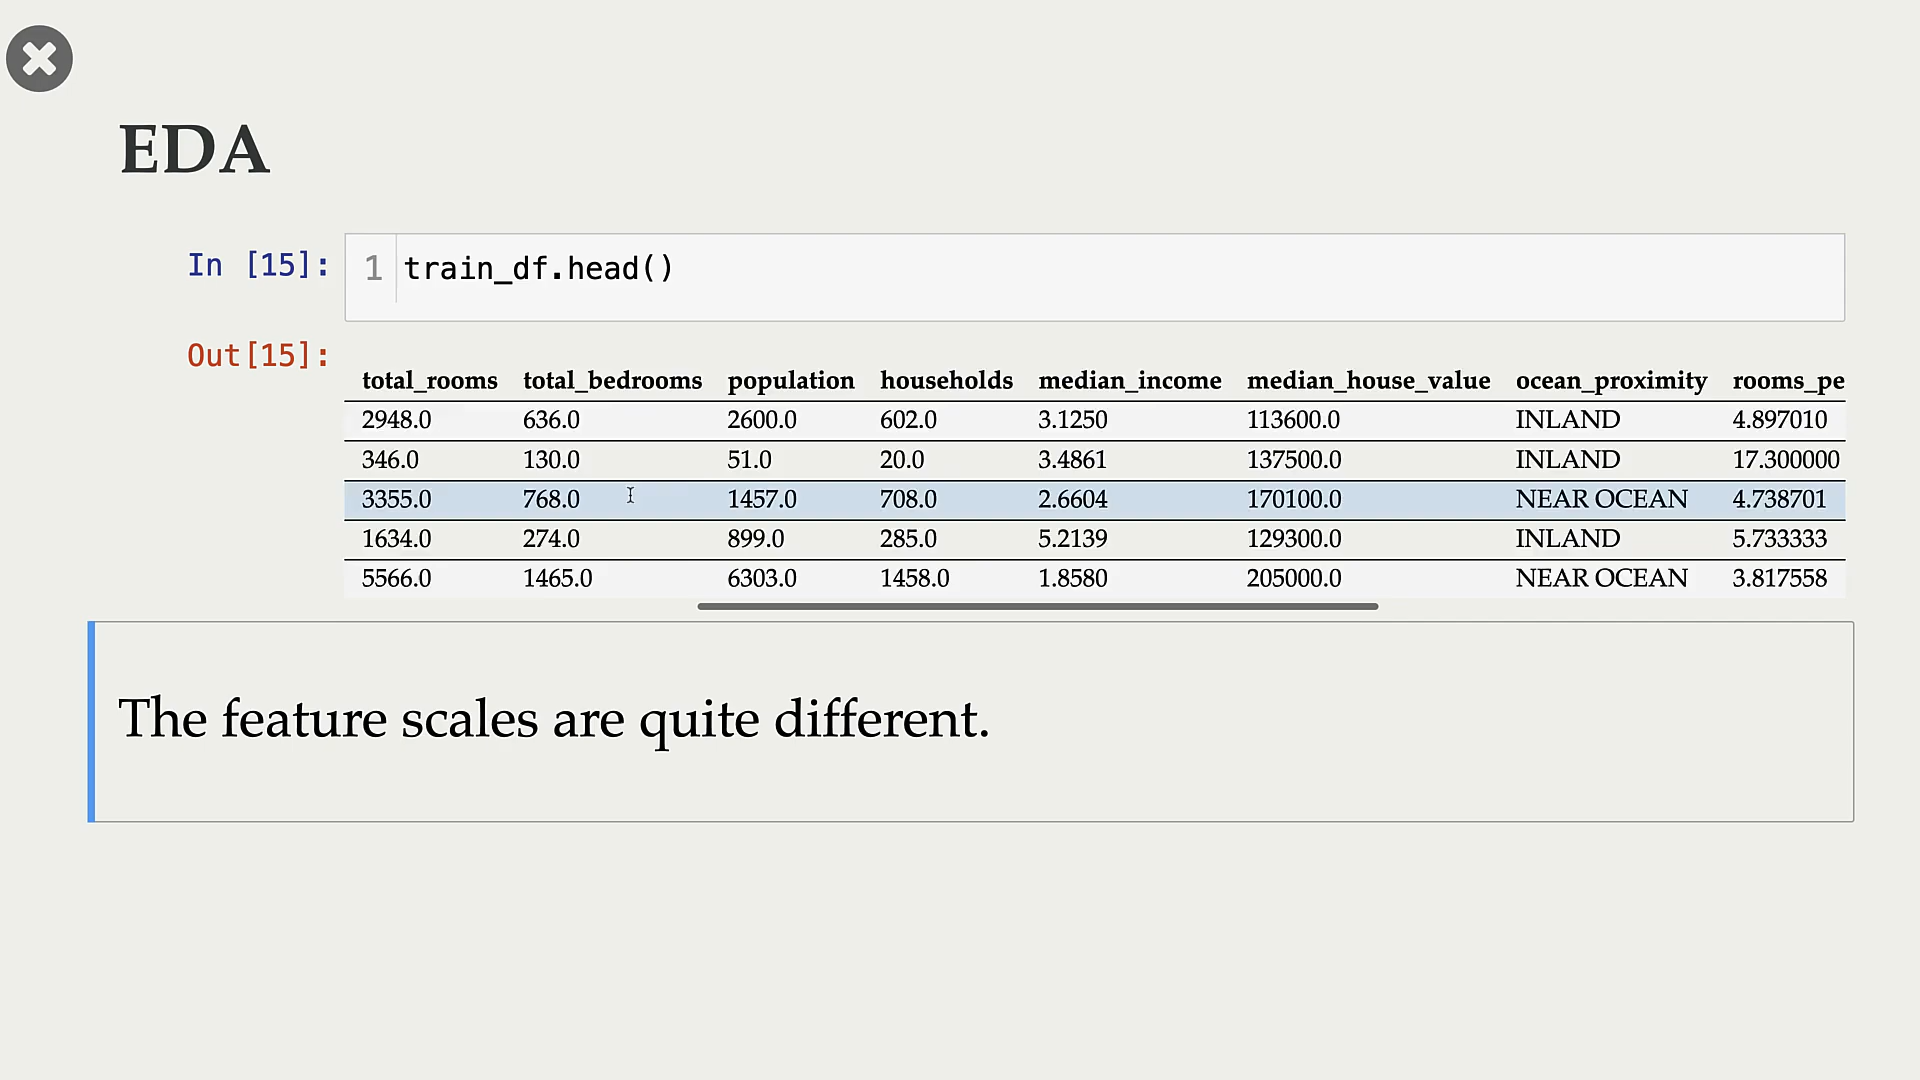 EDA
In [15]:
1 train_df.head()
Out[15]:
total_rooms total_bedrooms population households median_income median_house_value ocean_proximity rooms_pe
2948.0 636.0 2600.0 602.0 3.1250 113600.0 INLAND 4.897010
346.0 130.0 51.0 20.0 3.4861 137500.0 INLAND 17.300000
3355.0 768.0 1457.0 708.0 2.6604 170100.0 NEAR OCEAN 4.738701
1634.0 274.0 899.0 285.0 5.2139 129300.0 INLAND 5.733333
5566.0 1465.0 6303.0 1458.0 1.8580 205000.0 NEAR OCEAN 3.817558
The feature scales are quite different.